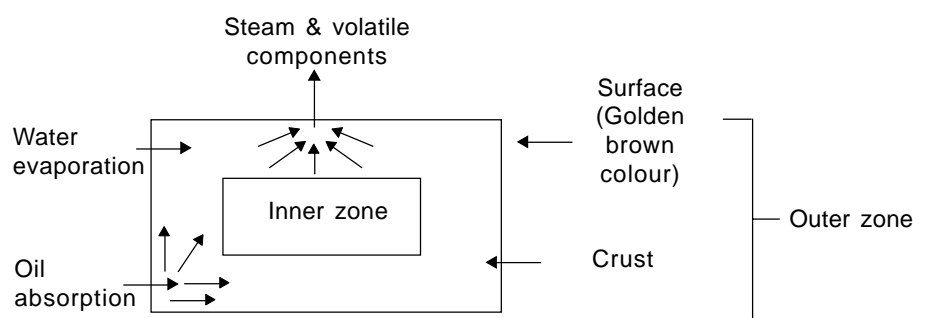 Steam & volatile
components
Surface
(Golden
brown
colour)
Water
evaporation
Inner zone
Outer zone
Crust
Oil
absorption